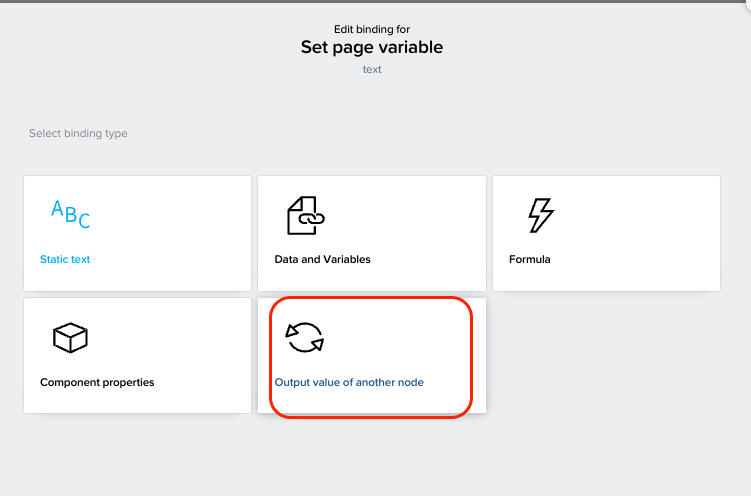 Edit binding for
Set page variable
text
Select binding type
ABC
Static text
Data and Variables
Formula
Component properties
Output value of another node